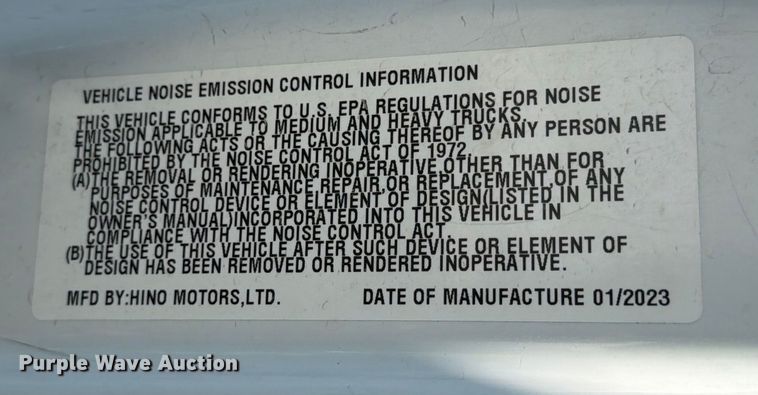 VEHICLE NOISE EMISSION CONTROL INFORMATION
THIS VEHICLE CONFORMS TO U.S. EPA REGULATIONS FOR NOISE
EMISSION APPLICABLE TO MEDIUM AND HEAVY TRUCKS.
THE FOLLOWING ACTS OR THE CAUSING THEREOF BY ANY PERSON ARE
PROHIBITED BY THE NOISE CONTROL ACT OF 1972
(A)THE REMOVAL OR RENDERING INOPERATIVE OTHER THAN FOR
PURPOSES OF MAINTENANCE,REPAIR,OR REPLACEMENT,OF ANY
NOISE CONTROL DEVICE OR ELEMENT OF DESIGN(LISTED IN THE
OWNER'S MANUAL)INCORPORATED INTO THIS VEHICLE IN
COMPLIANCE WITH THE NOISE CONTROL ACT.
(B)THE USE OF THIS VEHICLE AFTER SUCH DEVICE OR ELEMENT OF
DESIGN HAS BEEN REMOVED OR RENDERED INOPERATIVE.
MFD BY:HINO MOTORS,LTD. DATE OF MANUFACTURE 01/2023
Purple Wave Auction